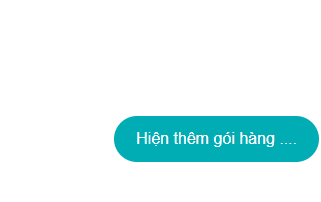 Hiện thêm gói hàng ....